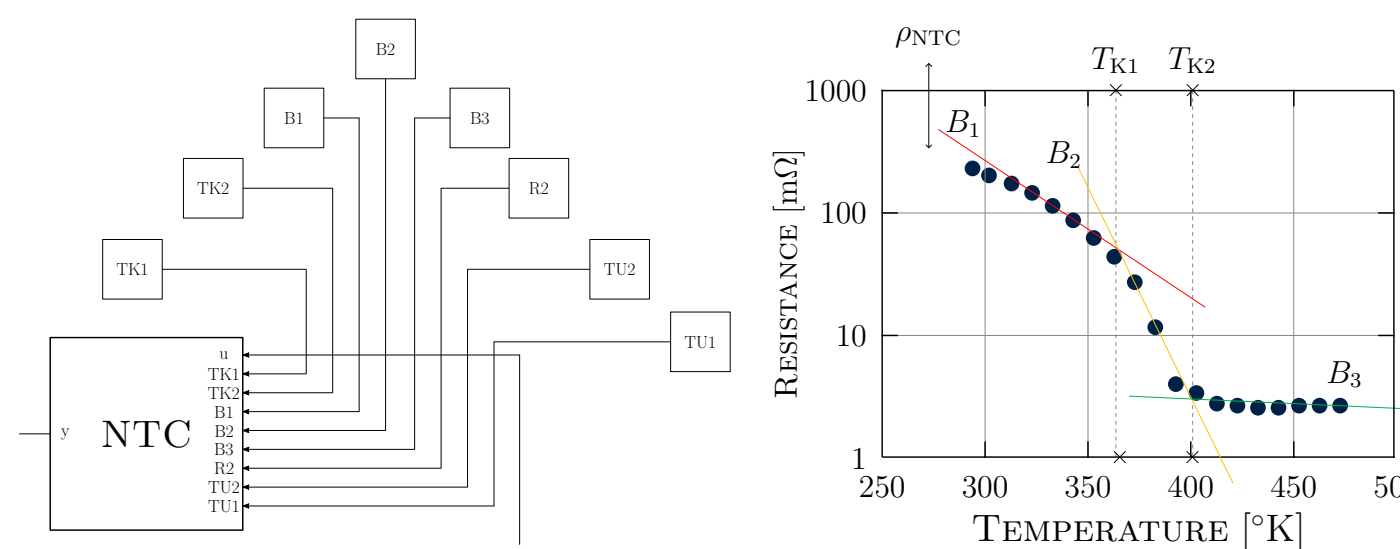 B2
B1
B3
TK2
R2
TK1
TU2
TU1
u
TK1
TK2
B1
B2
B3
R2
TU2
TU1
y
NTC
ρNTC
TK1
TK2
1000
100
10
1
B1
B2
B3
RESISTANCE [mΩ]
250
300
350
400
450
50
TEMPERATURE [°K]